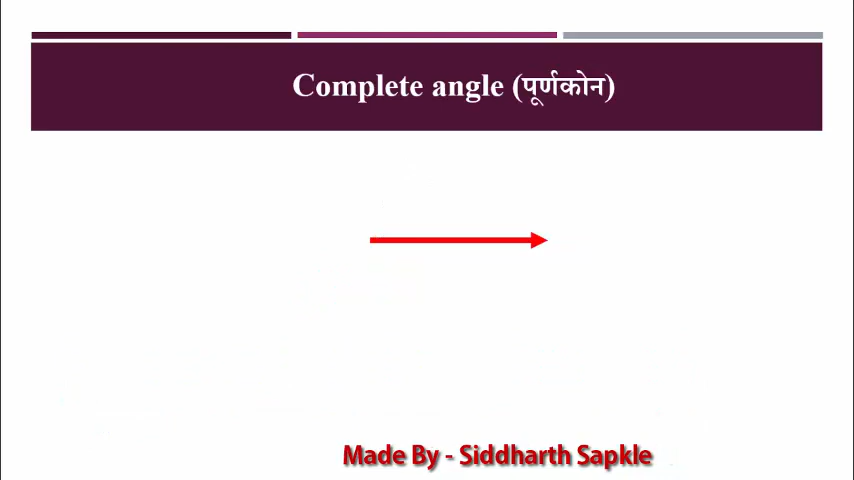 Complete angle (पूर्णकोन)
Made By - Siddharth Sapkle